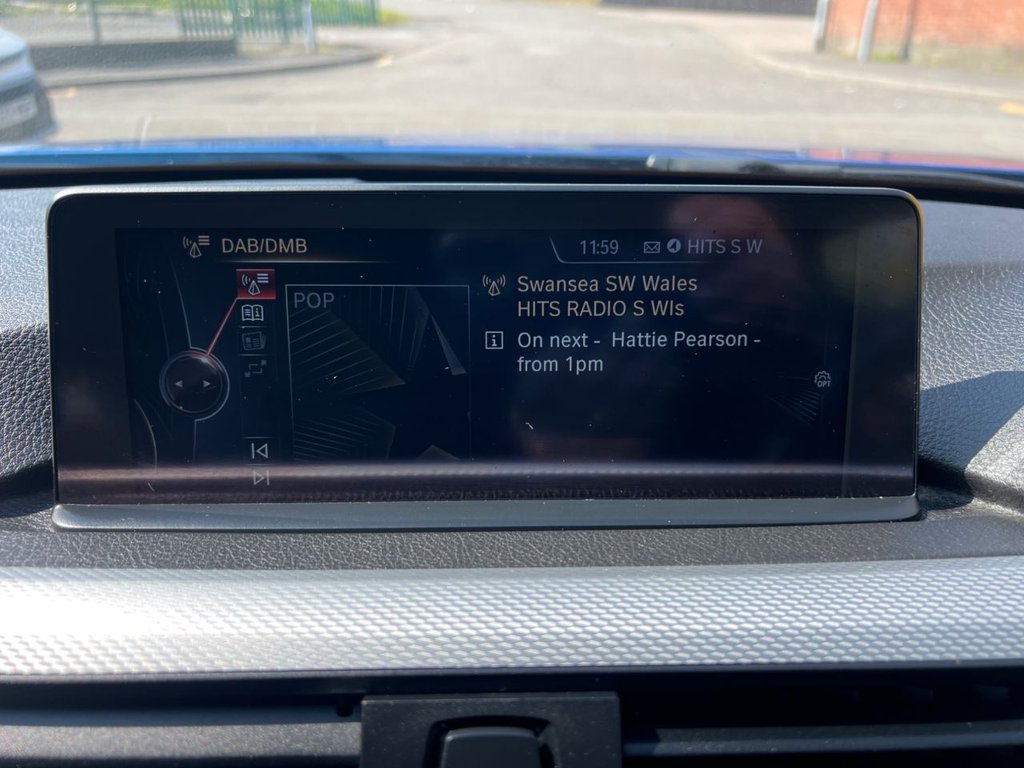 DAB/DMB
11:59 HITS S W
POP
Swansea SW Wales
HITS RADIO S Wls
On next - Hattie Pearson -
from 1pm
OPT